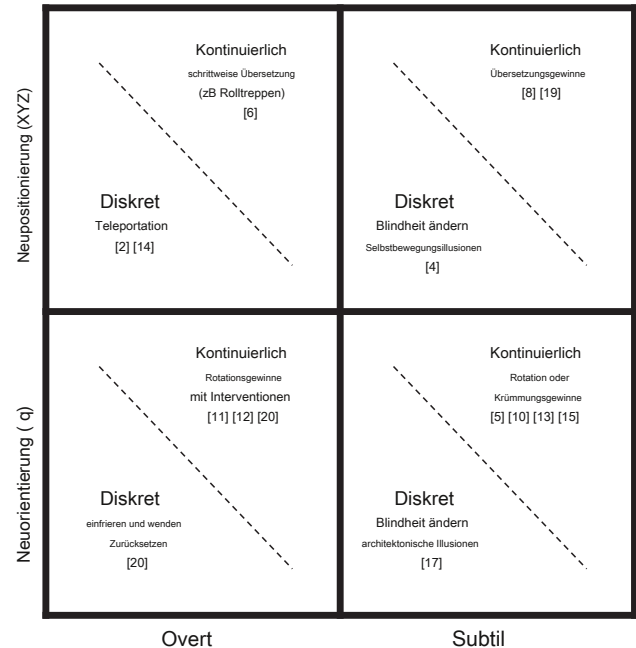 Neupositionierung (XYZ)
Kontinuierlich
schrittweise Übersetzung
(zB Rolltreppen)
[6]
Diskret
Teleportation
[2] [14]
Kontinuierlich
Übersetzungsgewinne
[8] [19]
Diskret
Blindheit ändern
Selbstbewegungsillusionen
[4]
Neuorientierung ( q)
Kontinuierlich
Rotationsgewinne
mit Interventionen
[11] [12] [20]
Diskret
einfrieren und wenden
Zurücksetzen
[20]
Kontinuierlich
Rotation oder
Krümmungsgewinne
[5] [10] [13] [15]
Diskret
Blindheit ändern
architektonische Illusionen
[17]
Overt
Subtil